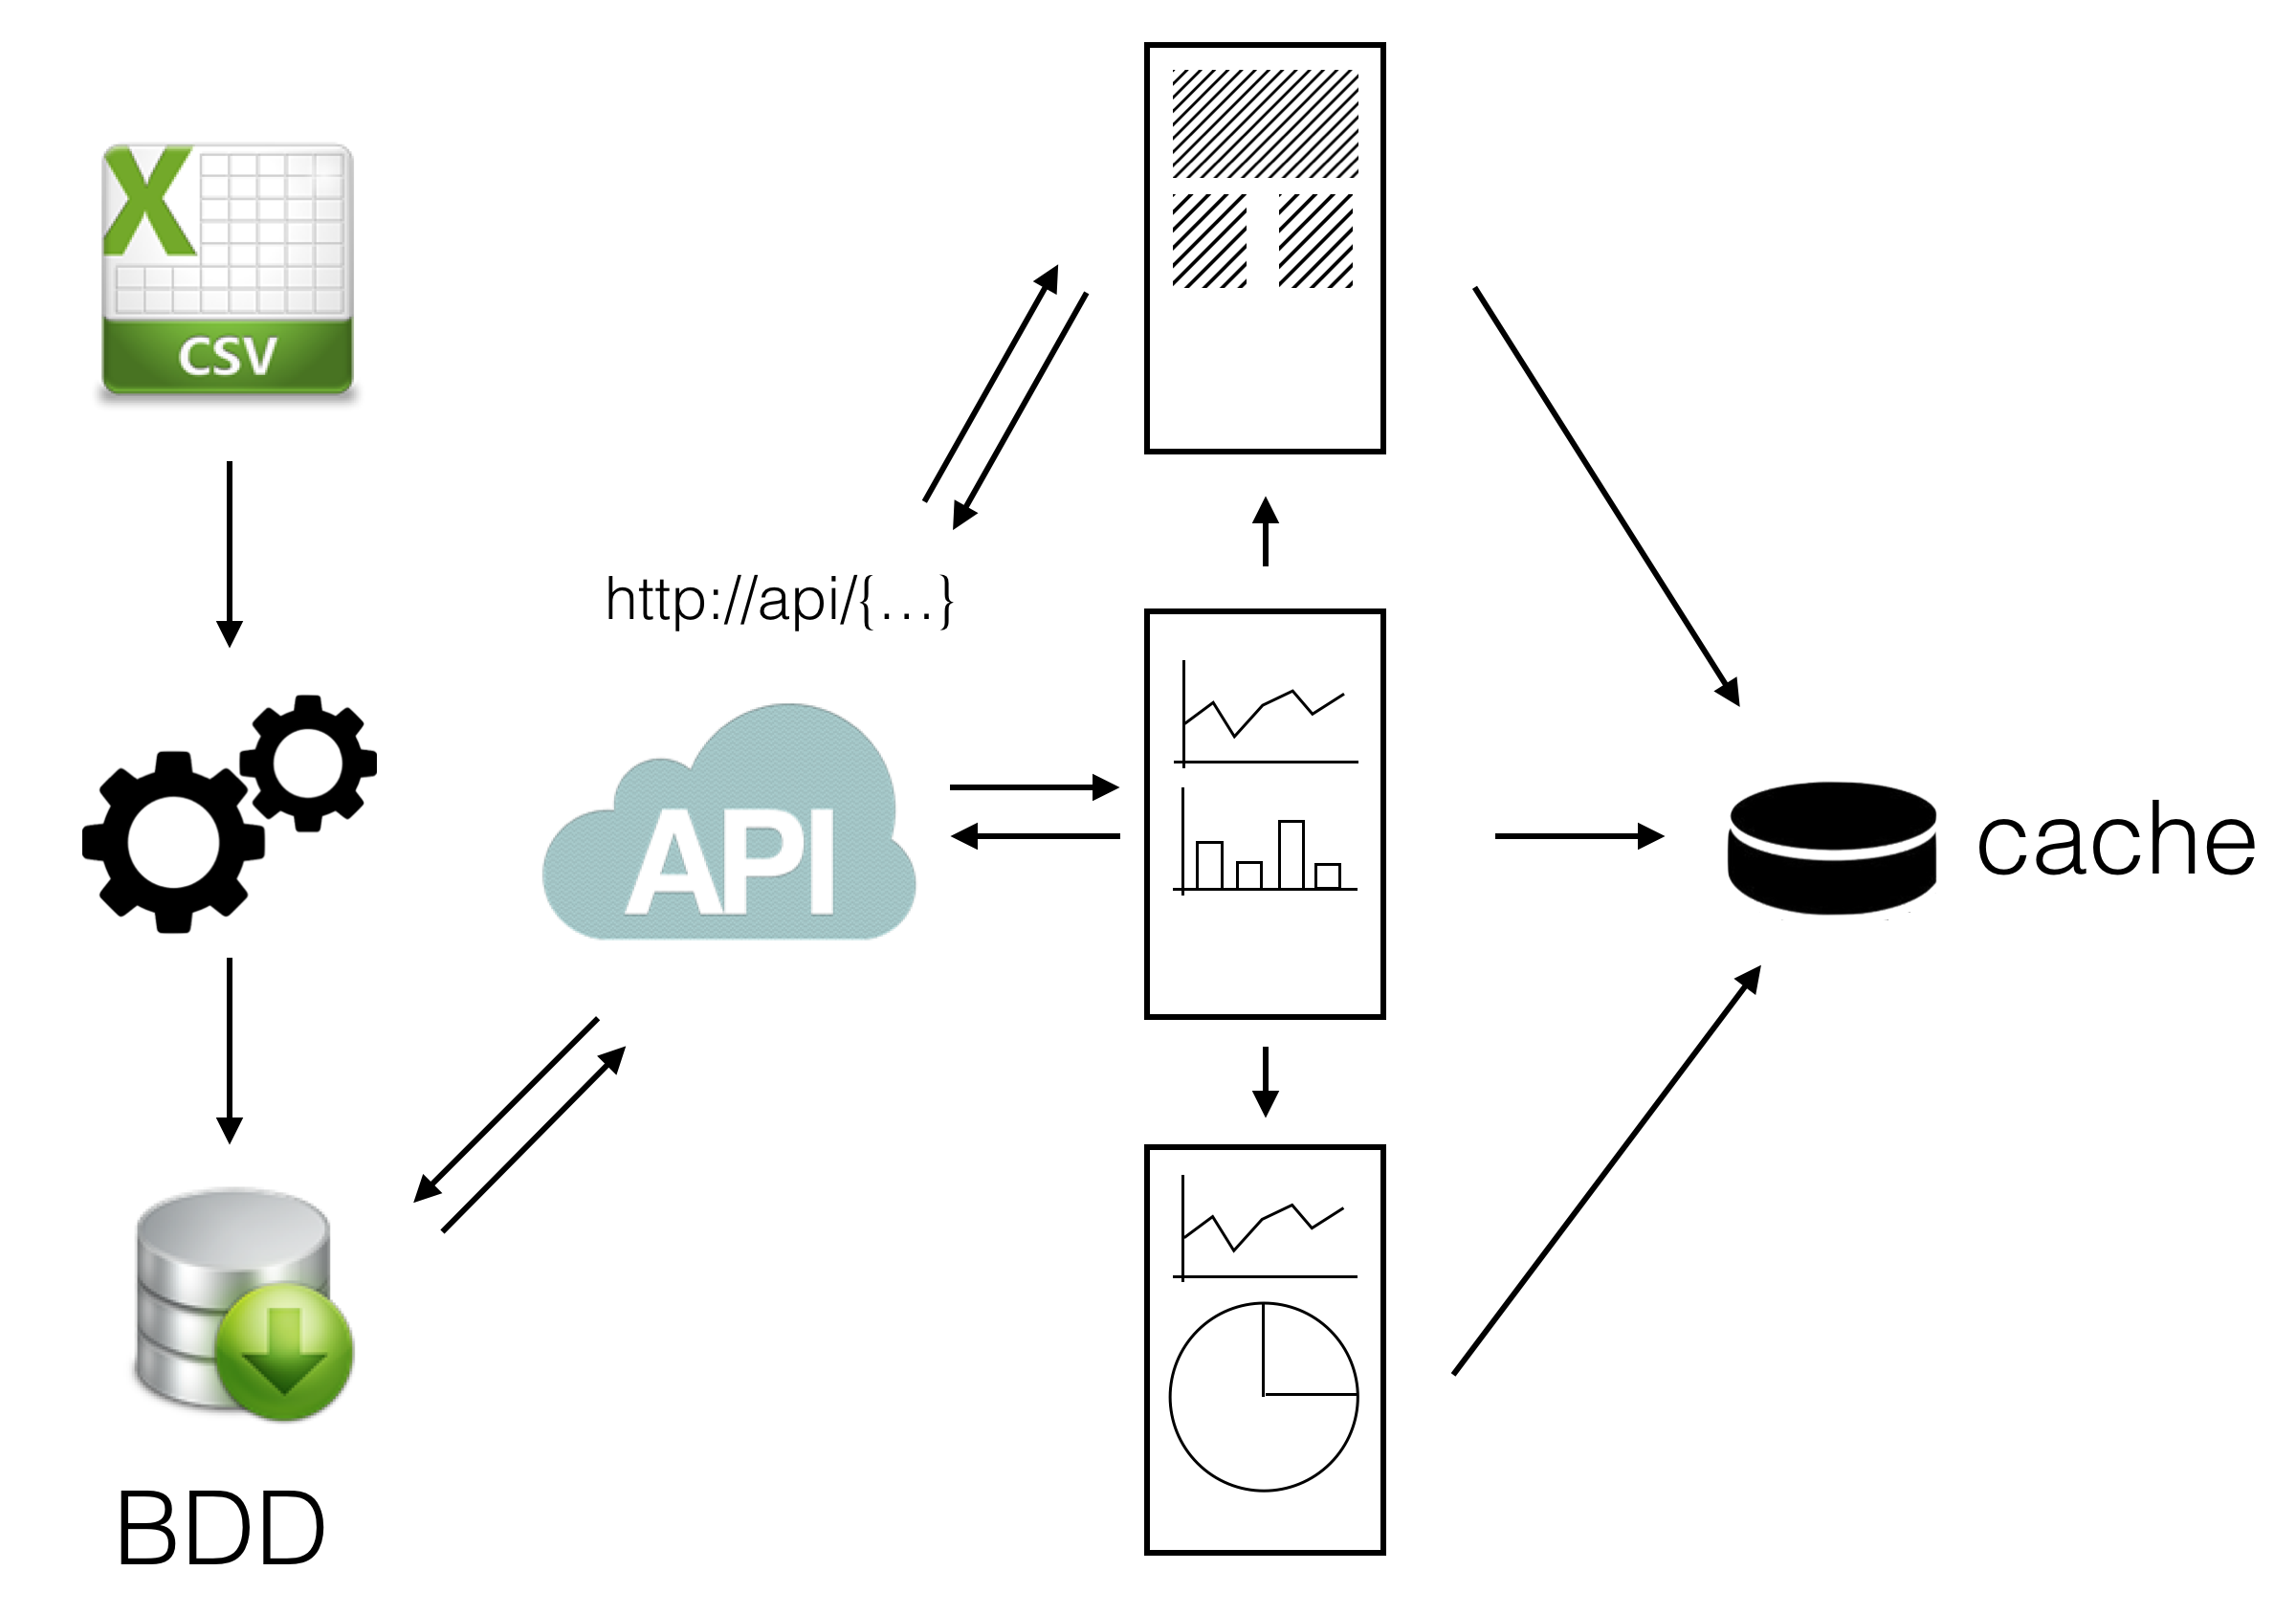 CSV
http://api/{...}
API
cache
BDD